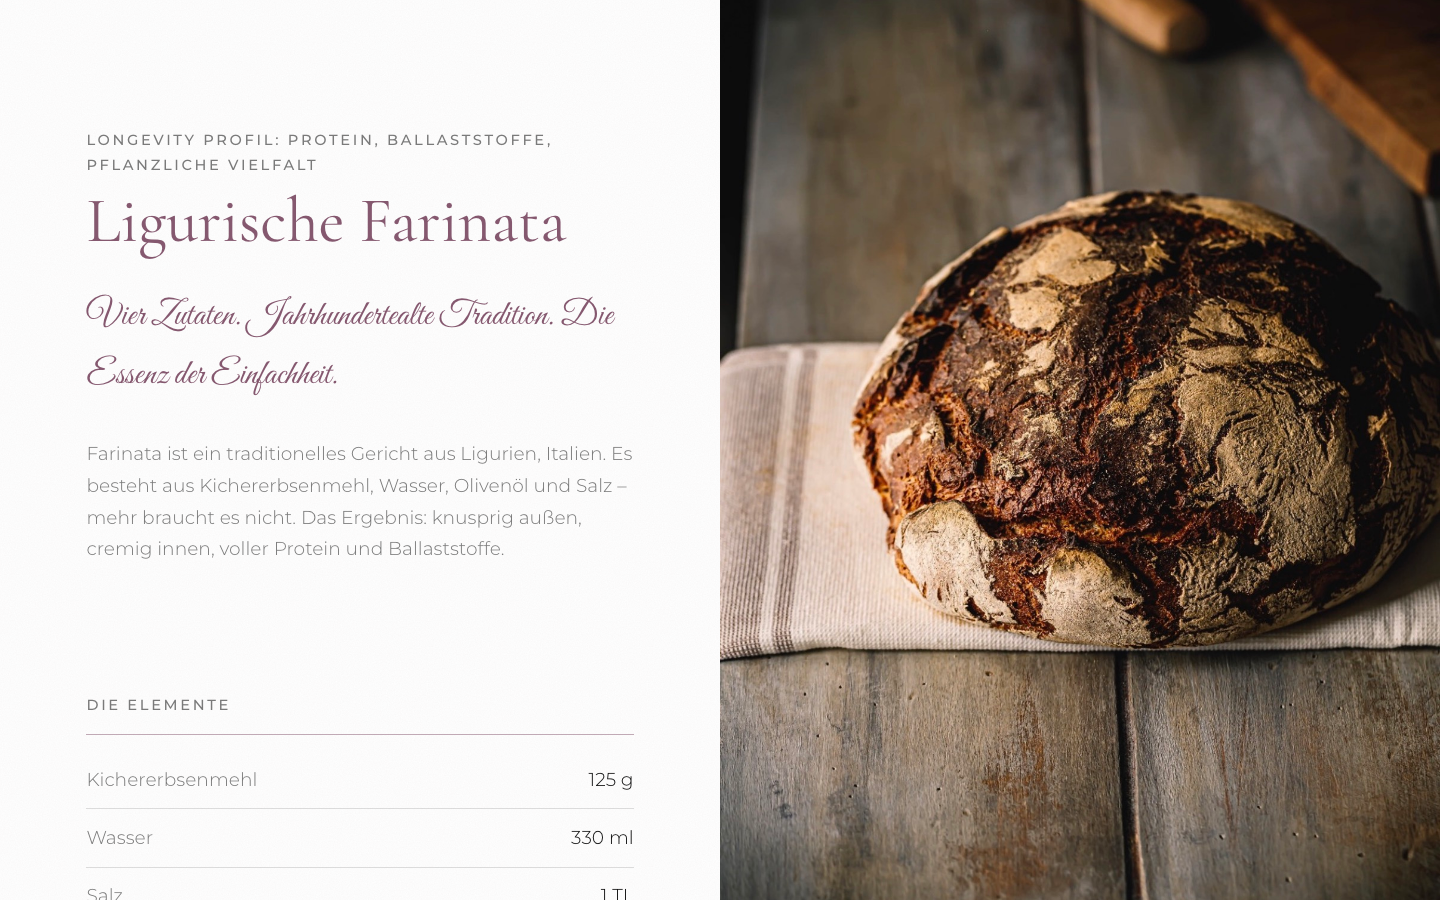 LONGEVITY PROFIL: PROTEIN, BALLASTSTOFFE,
PFLANZLICHE VIELFALT
Ligurische Farinata
Vier Zutaten. Jahrhundertealte Tradition. Die
Essenz der Einfachheit.
Farinata ist ein traditionelles Gericht aus Ligurien, Italien. Es
besteht aus Kichererbsenmehl, Wasser, Olivenöl und Salz –
mehr braucht es nicht. Das Ergebnis: knusprig außen,
cremig innen, voller Protein und Ballaststoffe.
DIE ELEMENTE
Kichererbsenmehl 125 g
Wasser 330 ml
Salz 1 TL